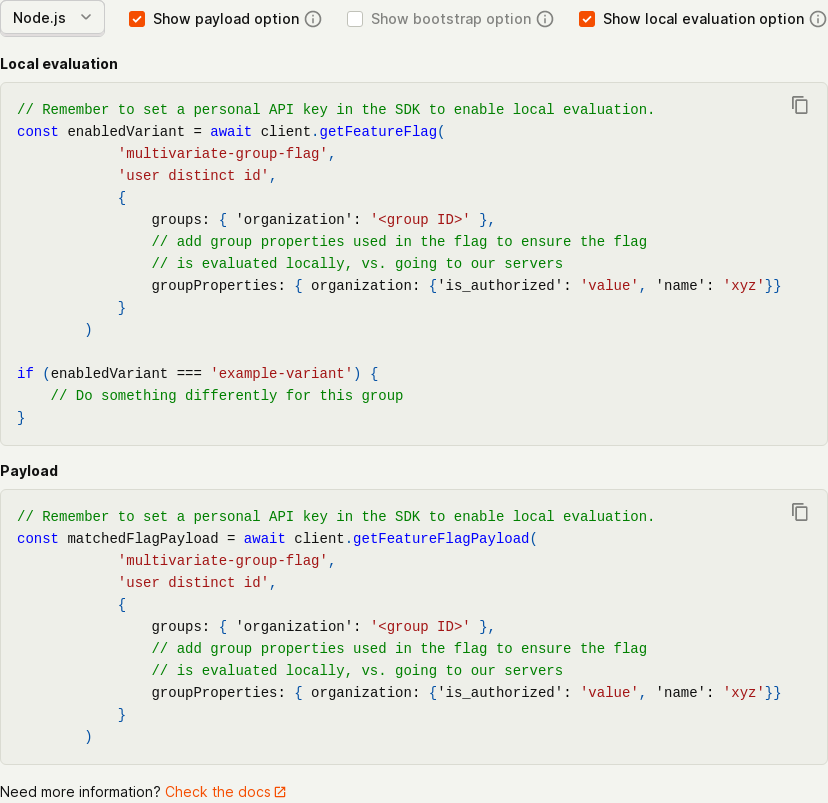 Node.js Show payload option Show bootstrap option Show local evaluation option
Local evaluation
// Remember to set a personal API key in the SDK to enable local evaluation.
const enabledVariant = await client.getFeatureFlag(
            'multivariate-group-flag',
            'user distinct id',
            {
                groups: { 'organization': '<group ID>' },
                // add group properties used in the flag to ensure the flag
                // is evaluated locally, vs. going to our servers
                groupProperties: { organization: {'is_authorized': 'value', 'name': 'xyz'}}
            }
        )

if (enabledVariant === 'example-variant') {
    // Do something differently for this group
}
Payload
// Remember to set a personal API key in the SDK to enable local evaluation.
const matchedFlagPayload = await client.getFeatureFlagPayload(
            'multivariate-group-flag',
            'user distinct id',
            {
                groups: { 'organization': '<group ID>' },
                // add group properties used in the flag to ensure the flag
                // is evaluated locally, vs. going to our servers
                groupProperties: { organization: {'is_authorized': 'value', 'name': 'xyz'}}
            }
        )
Need more information? Check the docs